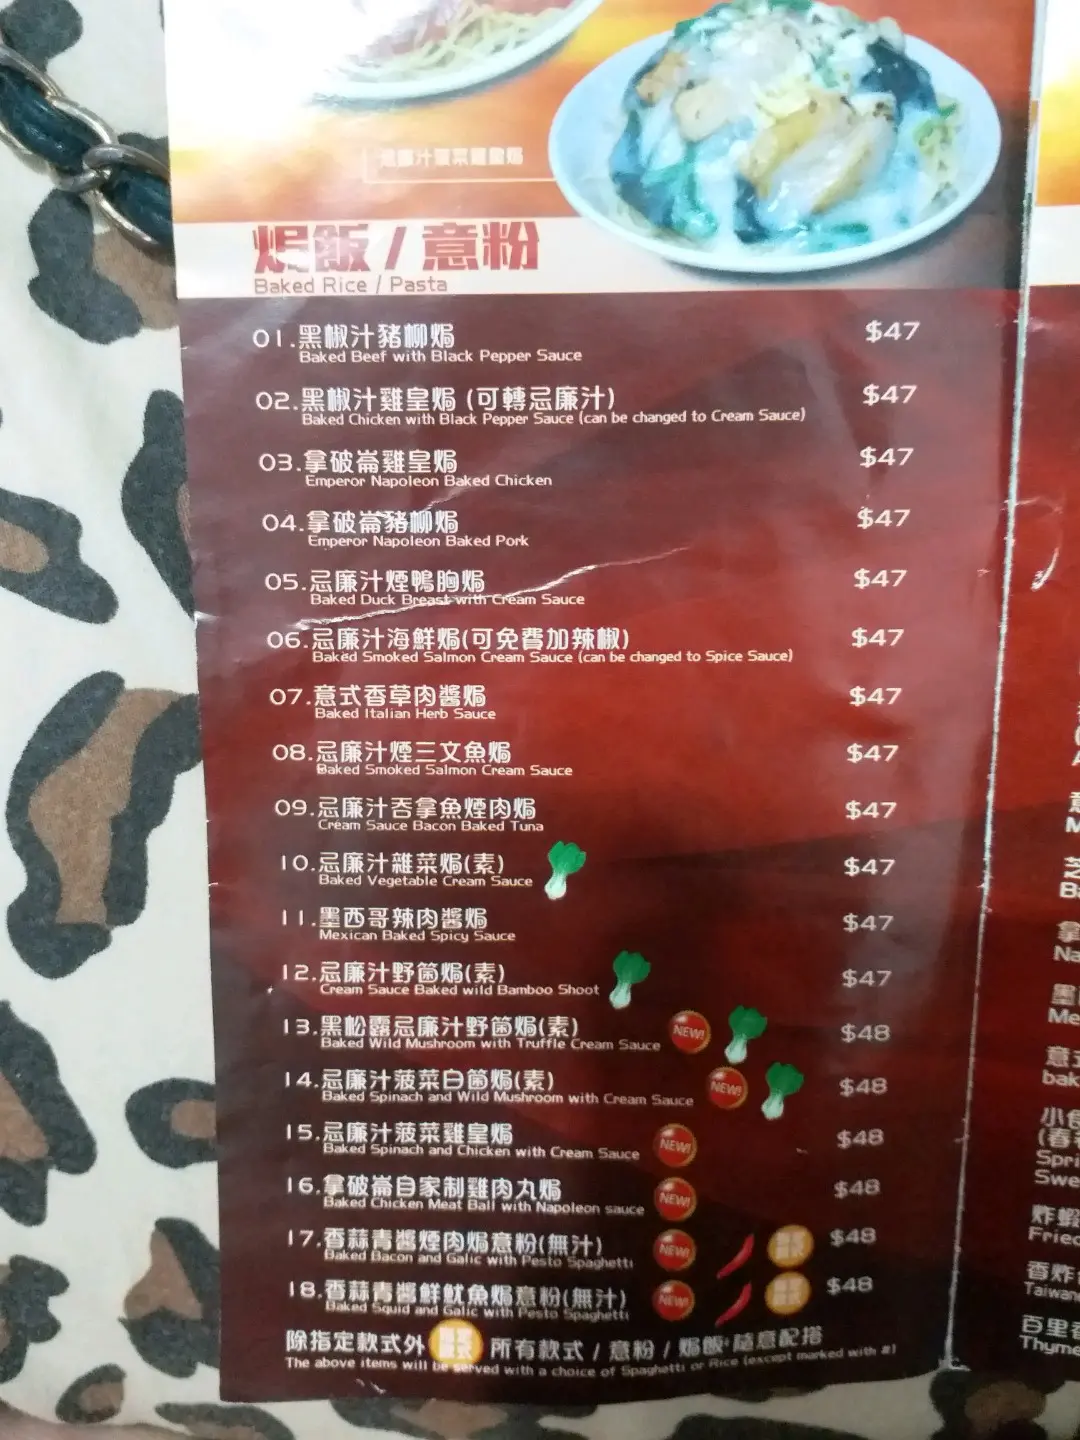 忌廉汁菠菜雞皇焗
焗飯 / 意粉
Baked Rice / Pasta
01.黑椒汁豬柳焗 $47
Baked Beef with Black Pepper Sauce
02.黑椒汁雞皇焗 (可轉忌廉汁) $47
Baked Chicken with Black Pepper Sauce (can be changed to Cream Sauce)
03.拿破崙雞皇焗 $47
Emperor Napoleon Baked Chicken
04.拿破崙豬柳焗 $47
Emperor Napoleon Baked Pork
05.忌廉汁煙鴨胸焗 $47
Baked Duck Breast with Cream Sauce
06.忌廉汁海鮮焗(可免費加辣椒) $47
Baked Smoked Salmon Cream Sauce (can be changed to Spice Sauce)
07.意式香草肉醬焗 $47
Baked Italian Herb Sauce
08.忌廉汁煙三文魚焗 $47
Baked Smoked Salmon Cream Sauce
09.忌廉汁吞拿魚煙肉焗 $47
Cream Sauce Bacon Baked Tuna
10.忌廉汁雜菜焗(素) $47
Baked Vegetable Cream Sauce
11.墨西哥辣肉醬焗 $47
Mexican Baked Spicy Sauce
12.忌廉汁野菌焗(素) $47
Cream Sauce Baked wild Bamboo Shoot
13.黑松露忌廉汁野菌焗(素) NEW! $48
Baked Wild Mushroom with Truffle Cream Sauce
14.忌廉汁菠菜白菌焗(素) NEW! $48
Baked Spinach and Wild Mushroom with Cream Sauce
15.忌廉汁菠菜雞皇焗 NEW! $48
Baked Spinach and Chicken with Cream Sauce
16.拿破崙自家制雞肉丸焗 NEW! $48
Baked Chicken Meat Ball with Napoleon sauce
17.香蒜青醬煙肉焗意粉(無汁) NEW! $48
Baked Bacon and Galic with Pesto Spaghetti
18.香蒜青醬鮮魷魚焗意粉(無汁) NEW! $48
Baked Squid and Galic with Pesto Spaghetti
除指定款式外 所有款式 / 意粉 / 焗飯 隨意配搭
The above items will be served with a choice of Spaghetti or Rice (except marked with #)